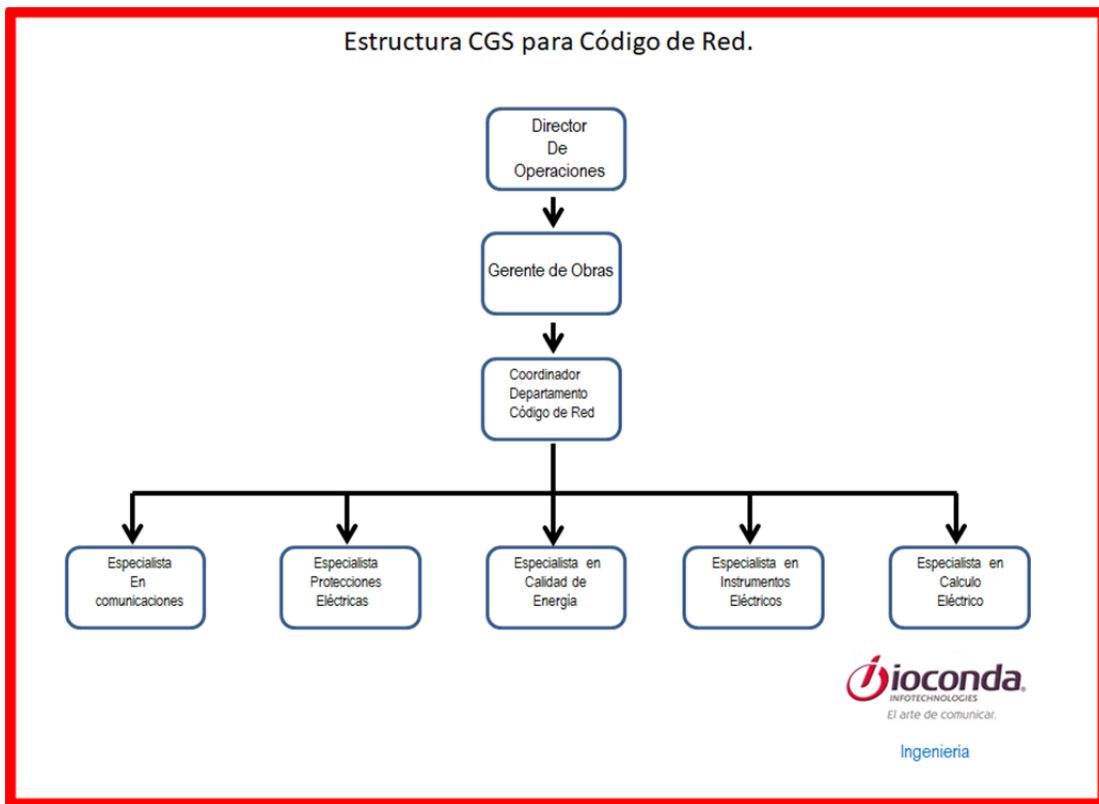 Estructura CGS para Código de Red.
Director
De
Operaciones
Gerente de Obras
Coordinador
Departamento
Código de Red
Especialista
En
comunicaciones
Especialista
Protecciones
Eléctricas
Especialista en
Calidad de
Energía
Especialista en
Instrumentos
Eléctricos
Especialista en
Calculo
Eléctrico
ioconda.
INFOTECHNOLOGIES
El arte de comunicar.
Ingenieria